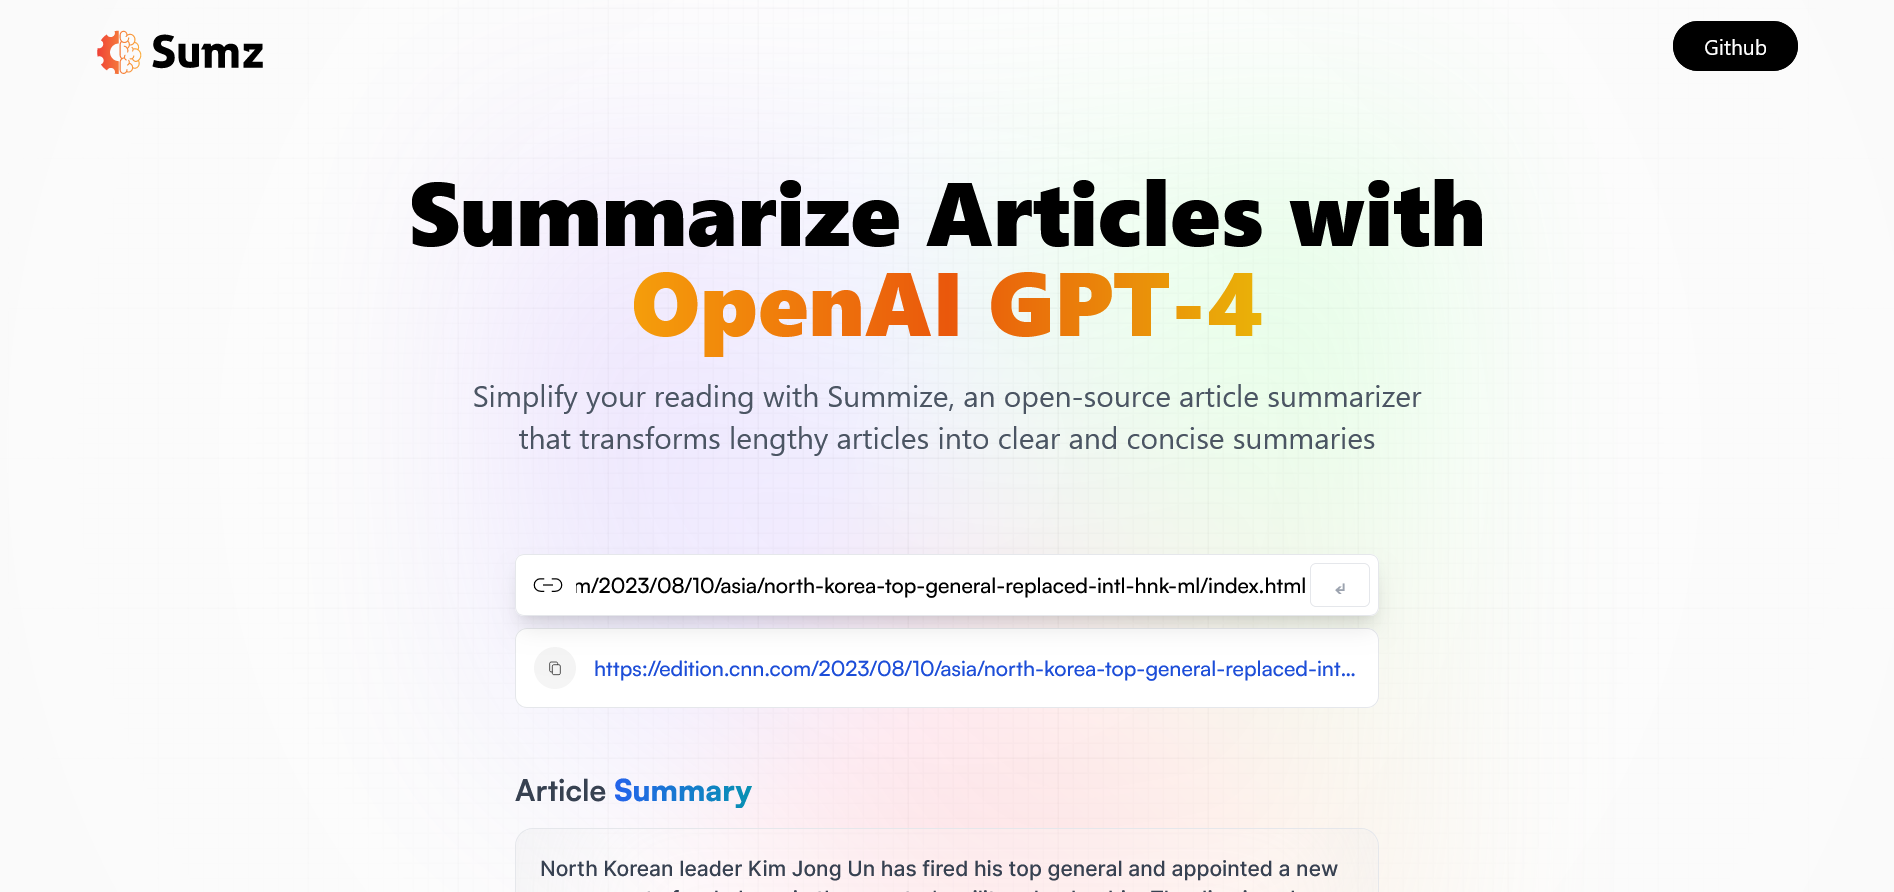 Sumz
Github
Summarize Articles with
OpenAI GPT-4
Simplify your reading with Summize, an open-source article summarizer
that transforms lengthy articles into clear and concise summaries
m/2023/08/10/asia/north-korea-top-general-replaced-intl-hnk-ml/index.html
https://edition.cnn.com/2023/08/10/asia/north-korea-top-general-replaced-int...
Article Summary
North Korean leader Kim Jong Un has fired his top general and appointed a new